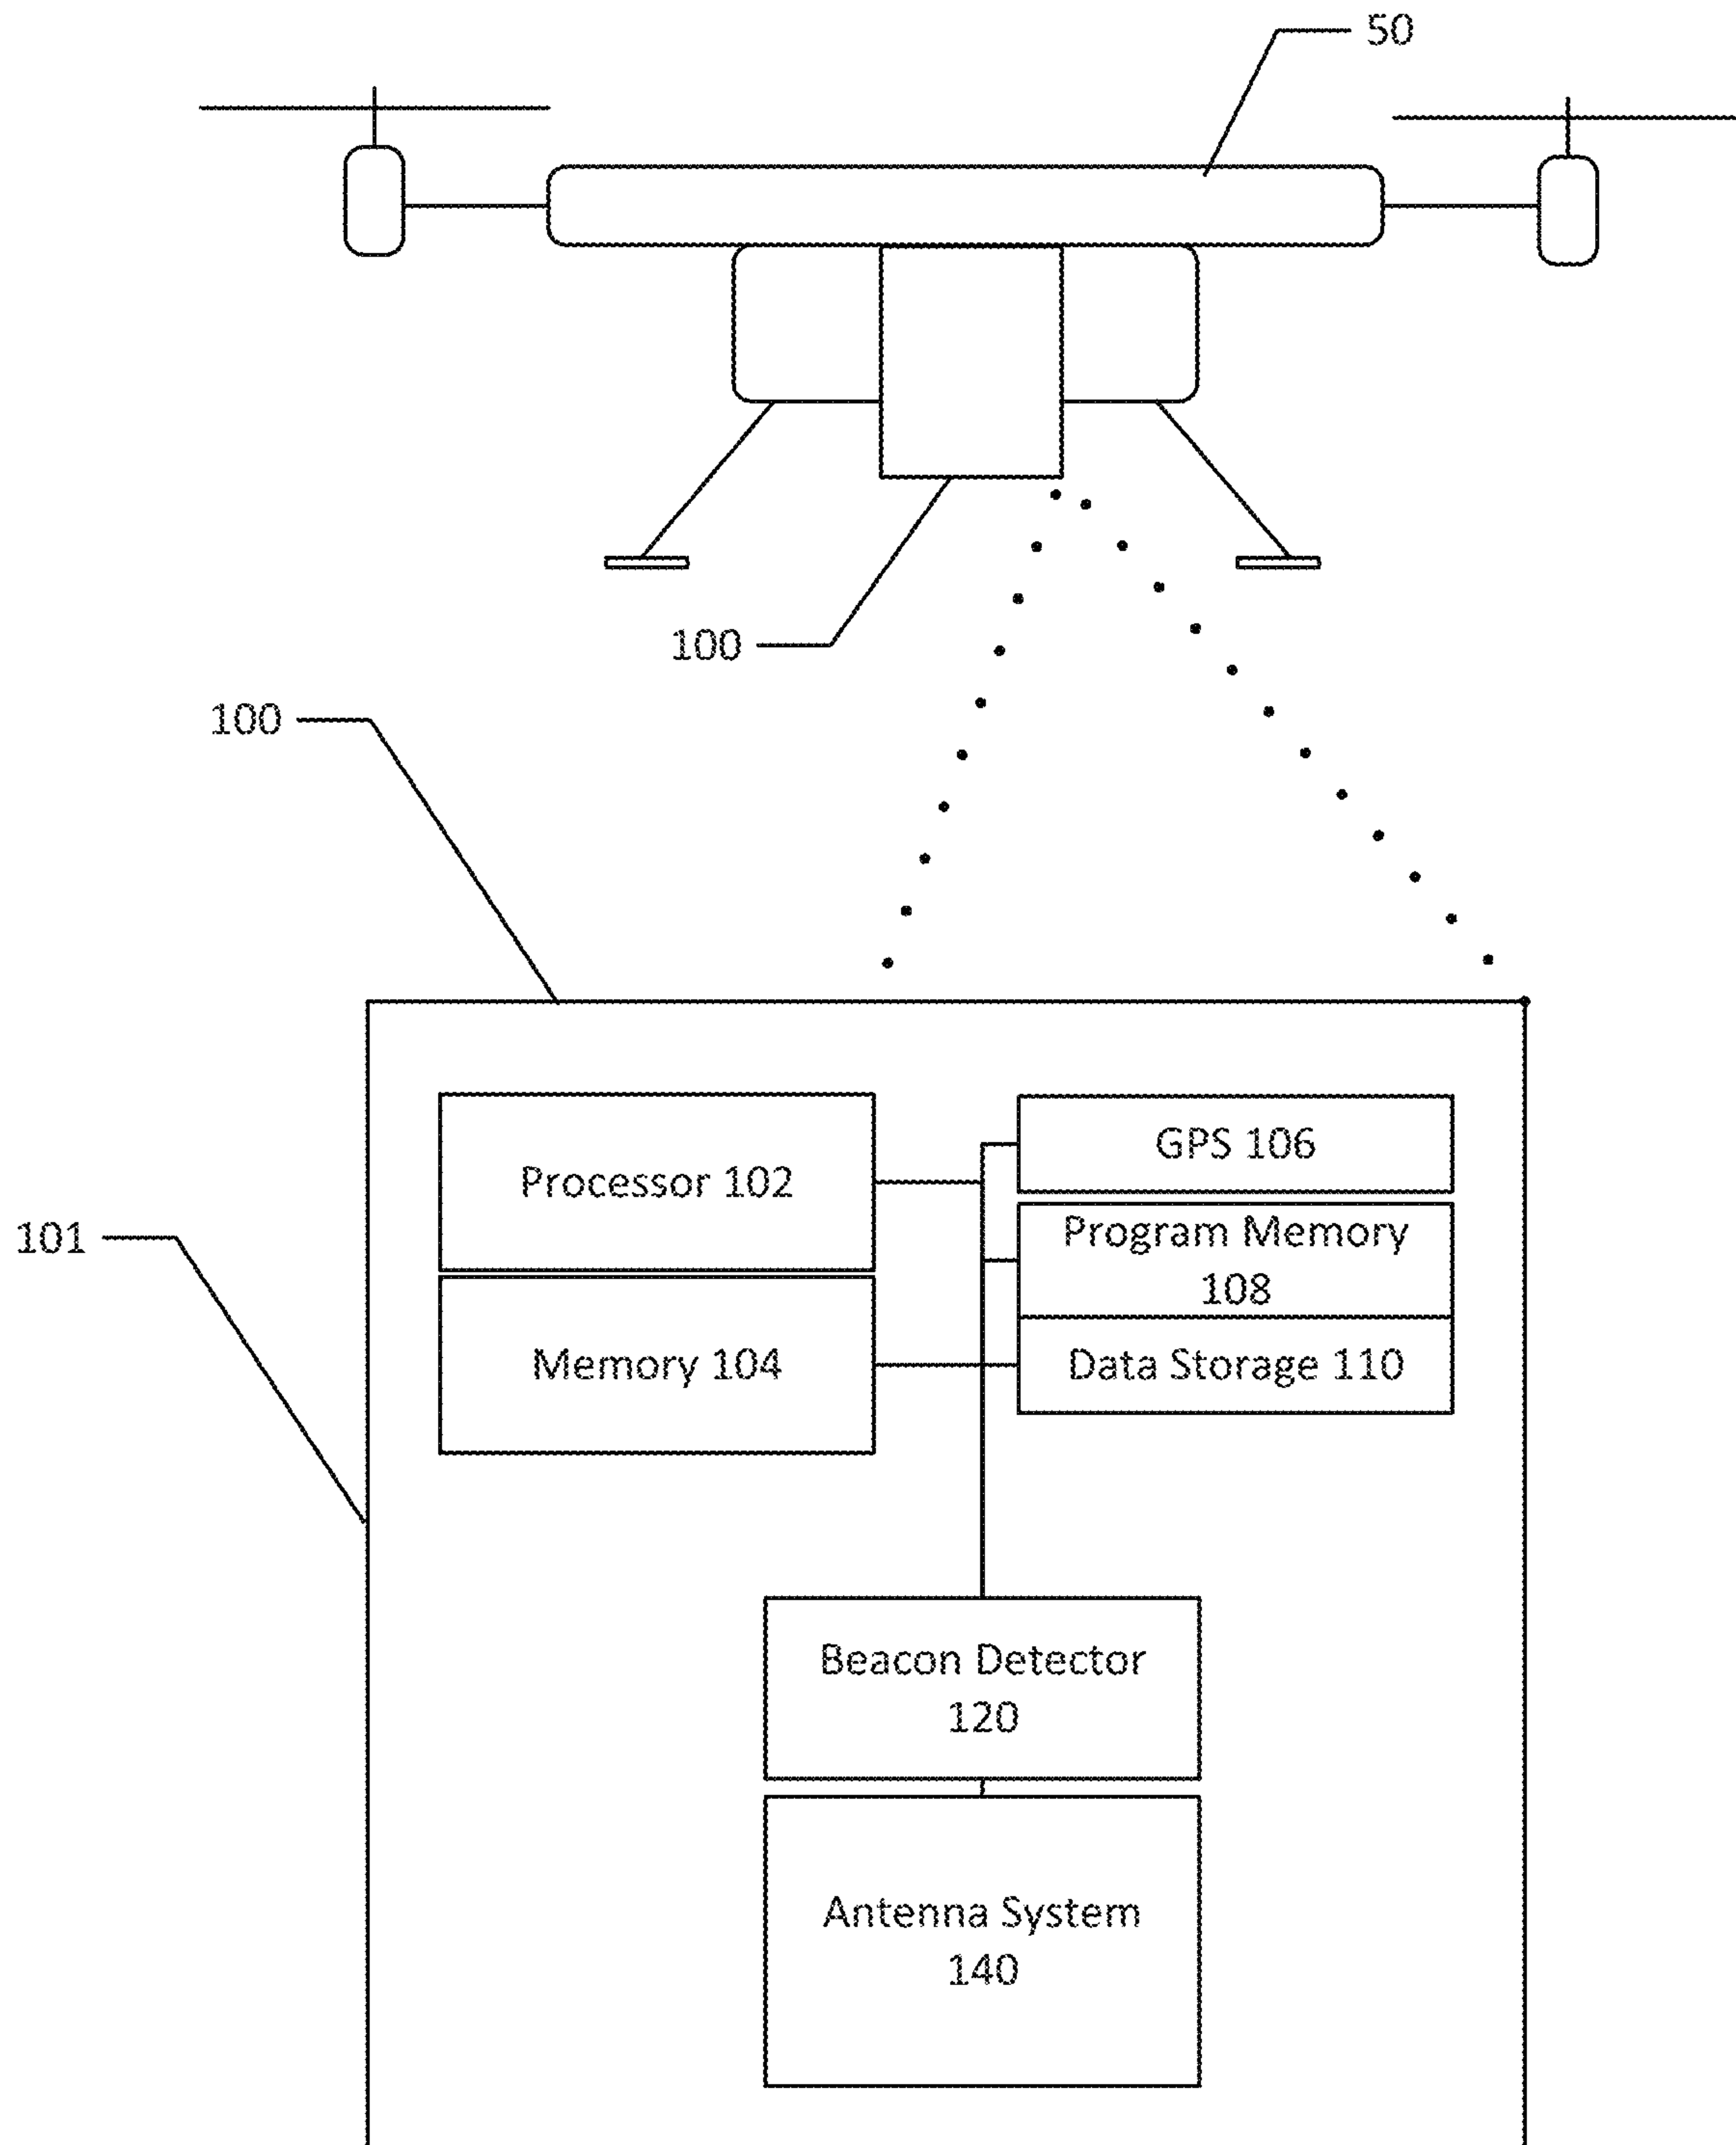 50
100
100
Processor 102
GPS 106
Program Memory
108
101
Memory 104
Data Storage 110
Beacon Detector
120
Antenna System
140